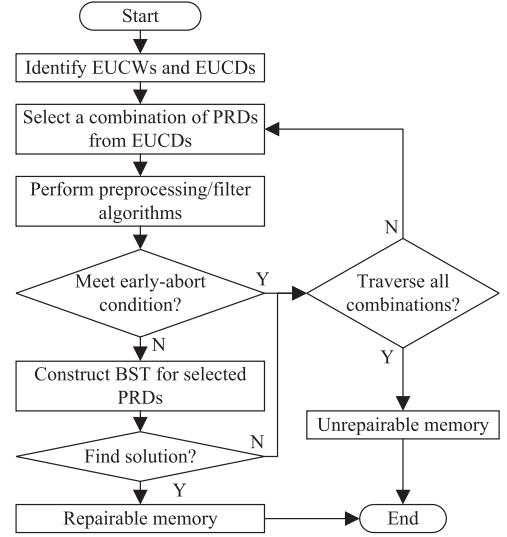 Start
Identify EUCWs and EUCDs
Select a combination of PRDs
from EUCDs
Perform preprocessing/filter
algorithms
Meet early-abort
condition?
Y
N
Construct BST for selected
PRDs
Find solution?
N
Y
Repairable memory
N
Traverse all
combinations?
Y
Unrepairable memory
End